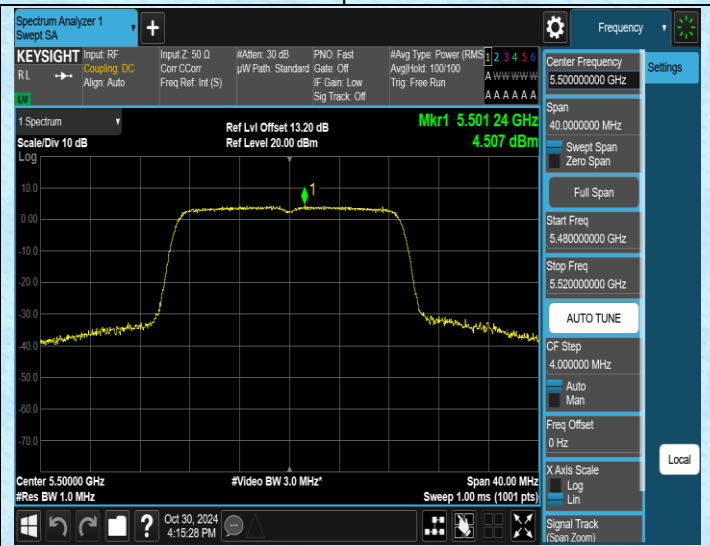 Spectrum Analyzer 1
Swept SA
+
Frequency
KEYSIGHT
RL
LXI
Input: RF
Coupling: DC
Align: Auto
Input Z: 50 Ω
Corr CCorr
Freq Ref: Int (S)
#Atten: 30 dB
µW Path: Standard
PNO: Fast
Gate: Off
IF Gain: Low
Sig Track: Off
#Avg Type: Power (RMS
Avg|Hold: 100/100
Trig: Free Run
1 2 3 4 5 6
A W W W W W
A A A A A A
1 Spectrum
Scale/Div 10 dB
Log
Ref Lvl Offset 13.20 dB
Ref Level 20.00 dBm
Mkr1 5.501 24 GHz
4.507 dBm
1
10.0
0.00
-10.0
-20.0
-30.0
-40.0
-50.0
-60.0
-70.0
Center 5.50000 GHz
#Res BW 1.0 MHz
#Video BW 3.0 MHz*
Span 40.00 MHz
Sweep 1.00 ms (1001 pts)
Center Frequency
5.500000000 GHz
Settings
Span
40.0000000 MHz
Swept Span
Zero Span
Full Span
Start Freq
5.480000000 GHz
Stop Freq
5.520000000 GHz
AUTO TUNE
CF Step
4.000000 MHz
Auto
Man
Freq Offset
0 Hz
X Axis Scale
Log
Lin
Local
Signal Track
(Span Zoom)
?
Oct 30, 2024
4:15:28 PM